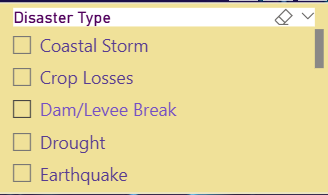 Disaster Type
Coastal Storm
Crop Losses
Dam/Levee Break
Drought
Earthquake